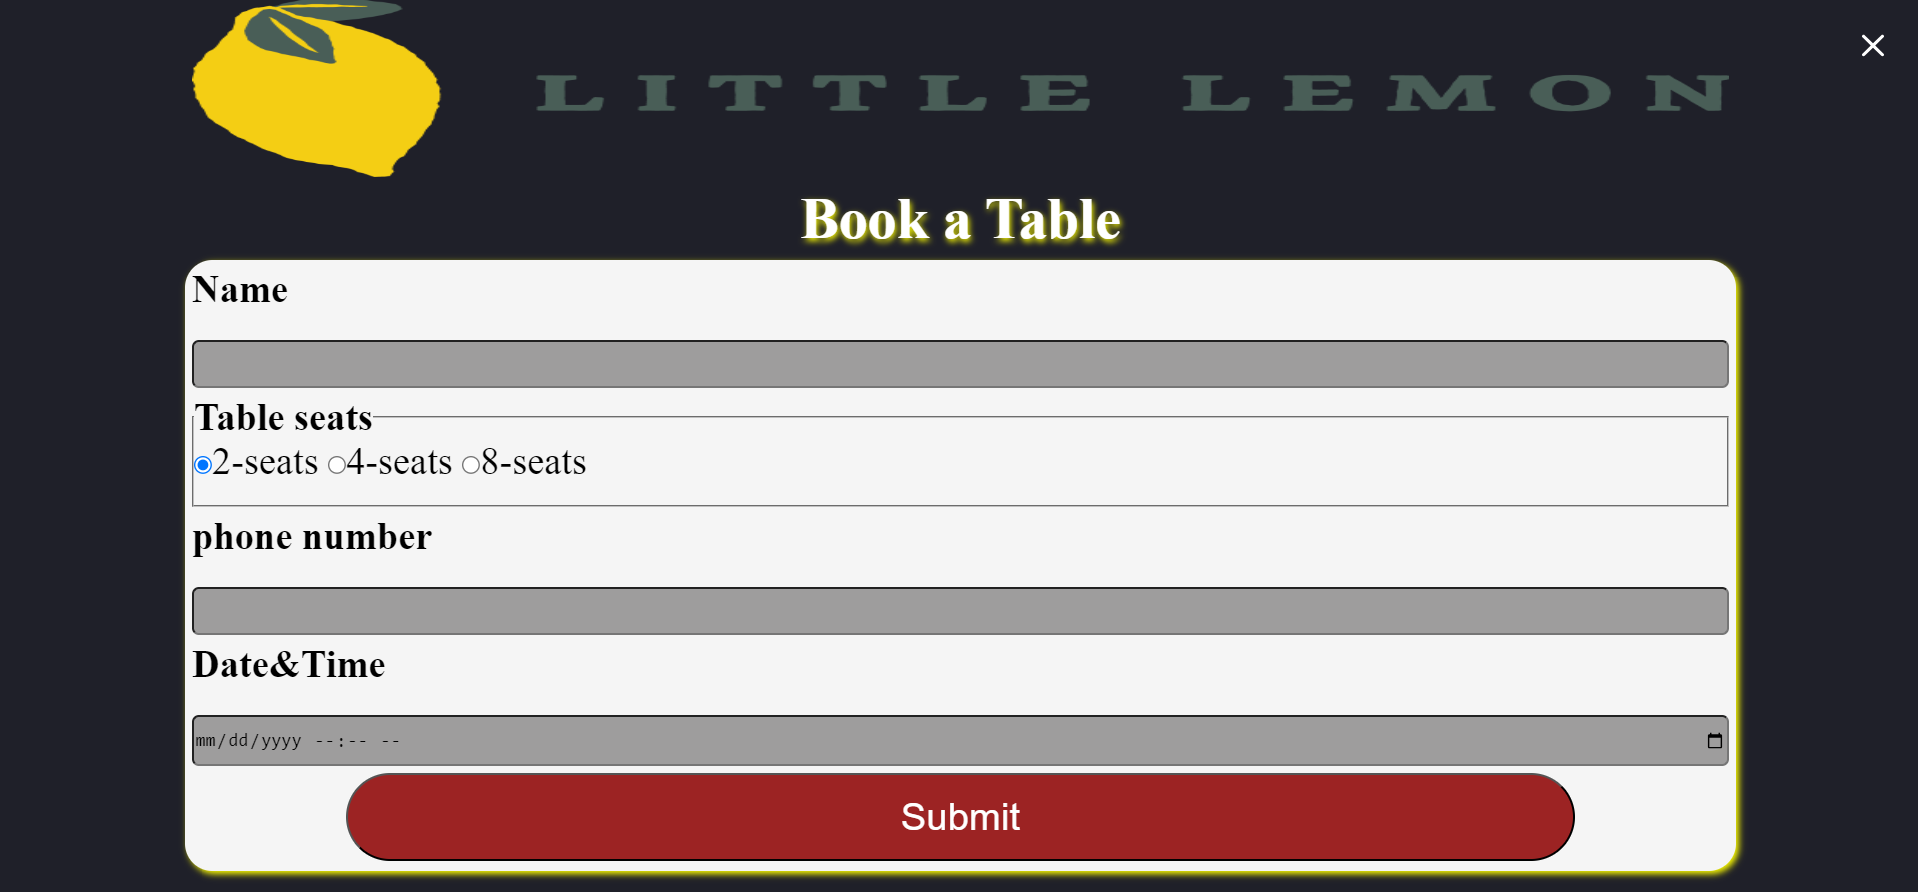 LITTLE LEMON
Book a Table
Name
Table seats
2-seats 4-seats 8-seats
phone number
Date&Time
mm/dd/yyyy --:-- --
Submit